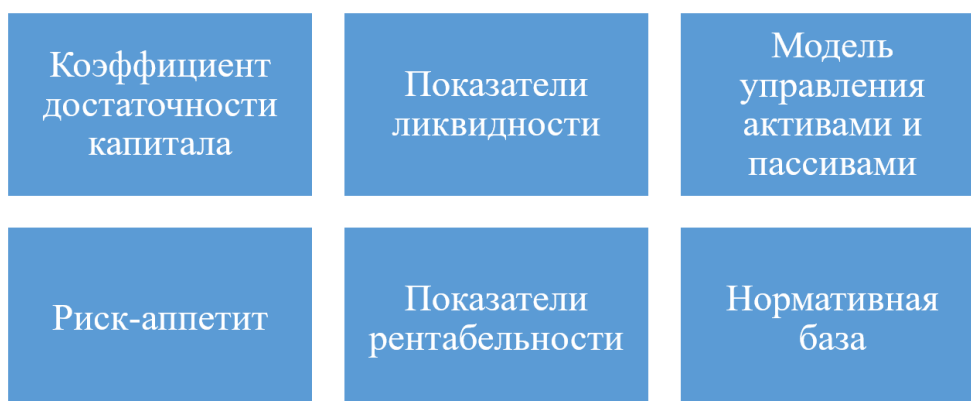 Коэффициент
достаточности
капитала
Показатели
ликвидности
Модель
управления
активами и
пассивами
Риск-аппетит
Показатели
рентабельности
Нормативная
база